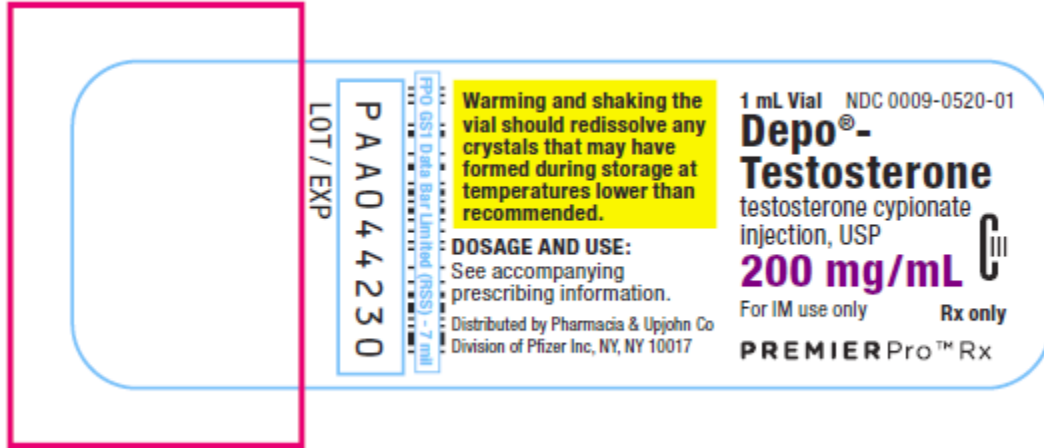 LOT / EXP
PAA044230
FPO GS1 Data Bar Limited (RSS) - 7 mil
Warming and shaking the
vial should redissolve any
crystals that may have
formed during storage at
temperatures lower than
recommended.
DOSAGE AND USE:
See accompanying
prescribing information.
Distributed by Pharmacia & Upjohn Co
Division of Pfizer Inc, NY, NY 10017
1 mL Vial NDC 0009-0520-01
Depo®-
Testosterone
testosterone cypionate
injection, USP
CIII
200 mg/mL
For IM use only Rx only
PREMIERPro™ Rx